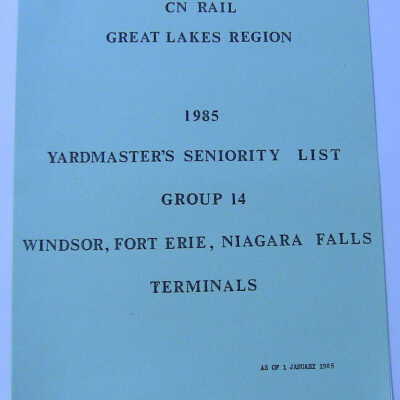 CN RAIL
GREAT LAKES REGION
1985
YARDMASTER'S SENIORITY LIST
GROUP 14
WINDSOR, FORT ERIE, NIAGARA FALLS
TERMINALS
AS OF 1 JANUARY 1985